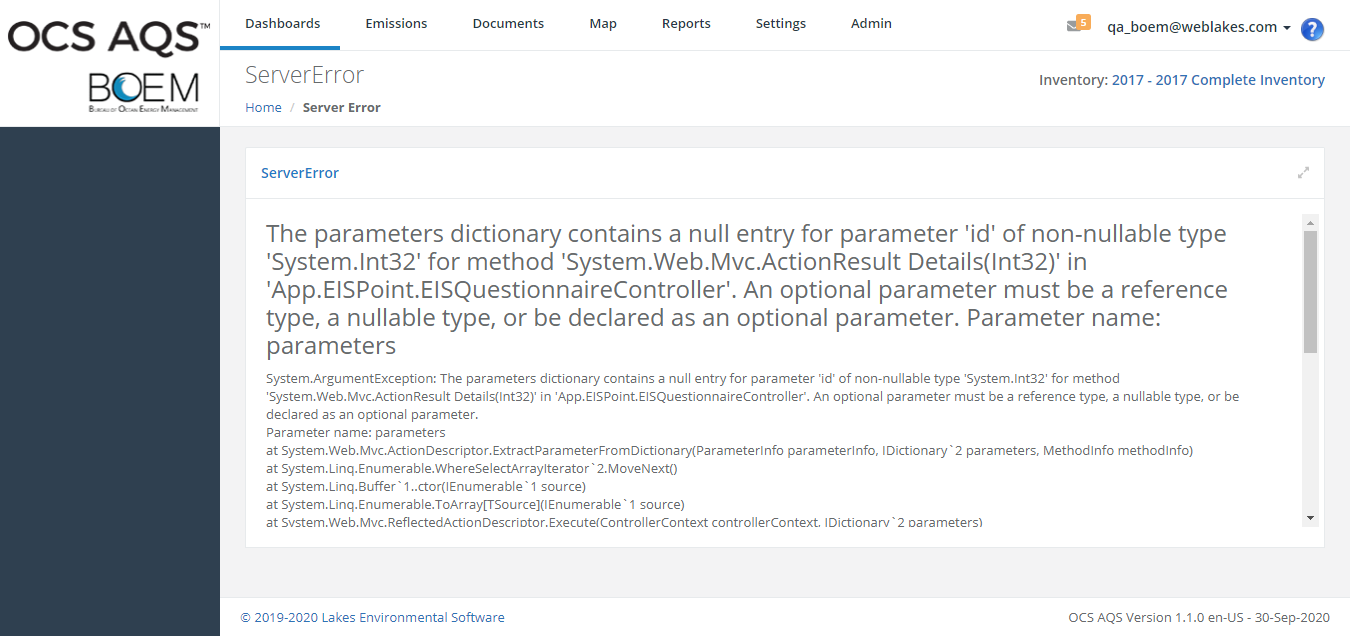 OCS AQS™
BOEM
BUREAU OF OCEAN ENERGY MANAGEMENT
Dashboards Emissions Documents Map Reports Settings Admin
5 qa_boem@weblakes.com ?
ServerError
Inventory: 2017 - 2017 Complete Inventory
Home / Server Error
ServerError
The parameters dictionary contains a null entry for parameter 'id' of non-nullable type
'System.Int32' for method 'System.Web.Mvc.ActionResult Details(Int32)' in
'App.EISPoint.EISQuestionnaireController'. An optional parameter must be a reference
type, a nullable type, or be declared as an optional parameter. Parameter name:
parameters
System.ArgumentException: The parameters dictionary contains a null entry for parameter 'id' of non-nullable type 'System.Int32' for method
'System.Web.Mvc.ActionResult Details(Int32)' in 'App.EISPoint.EISQuestionnaireController'. An optional parameter must be a reference type, a nullable type, or be
declared as an optional parameter.
Parameter name: parameters
at System.Web.Mvc.ActionDescriptor.ExtractParameterFromDictionary(ParameterInfo parameterInfo, IDictionary`2 parameters, MethodInfo methodInfo)
at System.Linq.Enumerable.WhereSelectArrayIterator`2.MoveNext()
at System.Linq.Buffer`1..ctor(IEnumerable`1 source)
at System.Linq.Enumerable.ToArray[TSource](IEnumerable`1 source)
at System.Web.Mvc.ReflectedActionDescriptor.Execute(ControllerContext controllerContext, IDictionary`2 parameters)
© 2019-2020 Lakes Environmental Software
OCS AQS Version 1.1.0 en-US - 30-Sep-2020